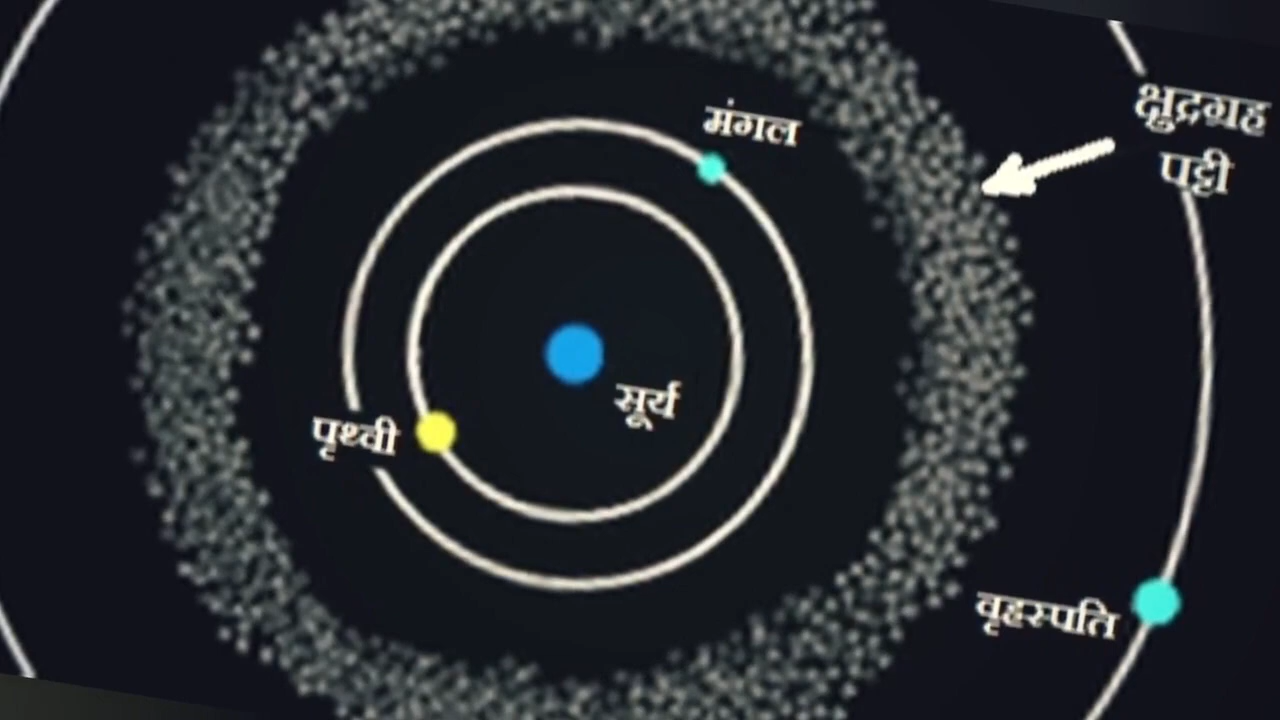 मंगल
क्षुद्रग्रह
पट्टी
सूर्य
पृथ्वी
वृहस्पति